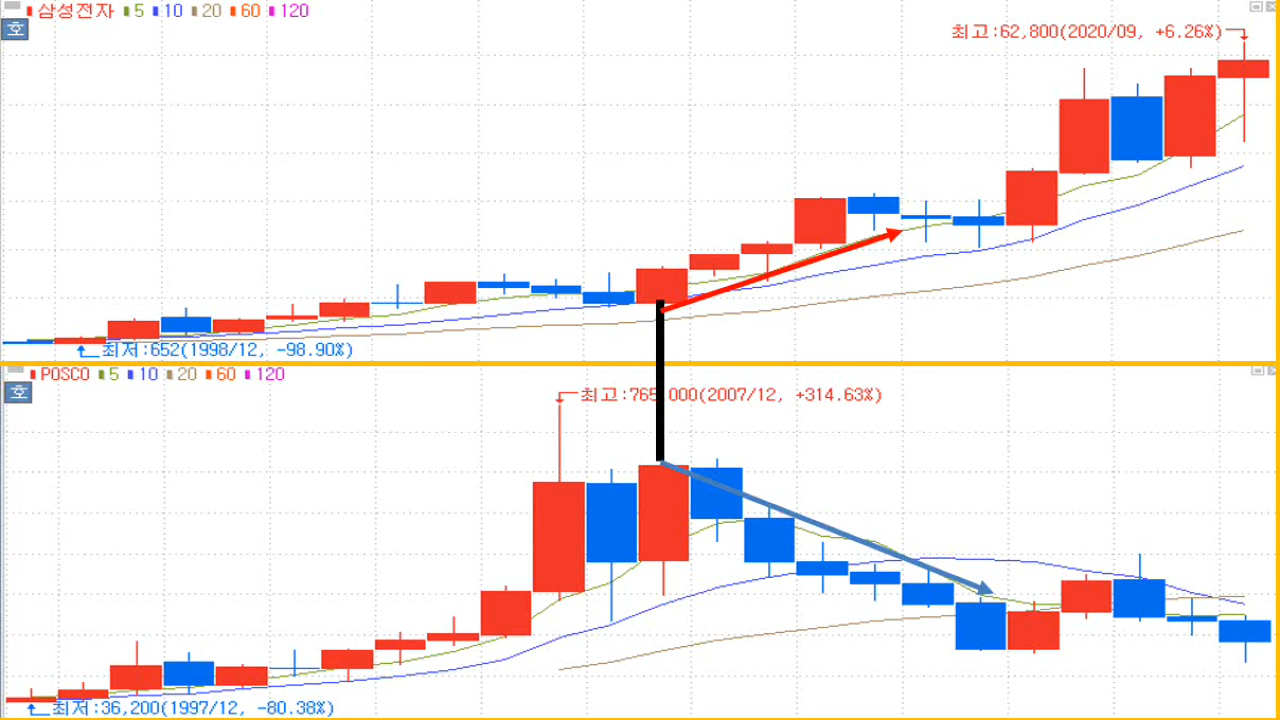 삼성전자 5 10 20 60 120
호
최고:62,800(2020/09, +6.26%)
최저:652(1998/12, -98.90%)
POSCO 5 10 20 60 120
호
최고:765,000(2007/12, +314.63%)
최저:36,200(1997/12, -80.38%)